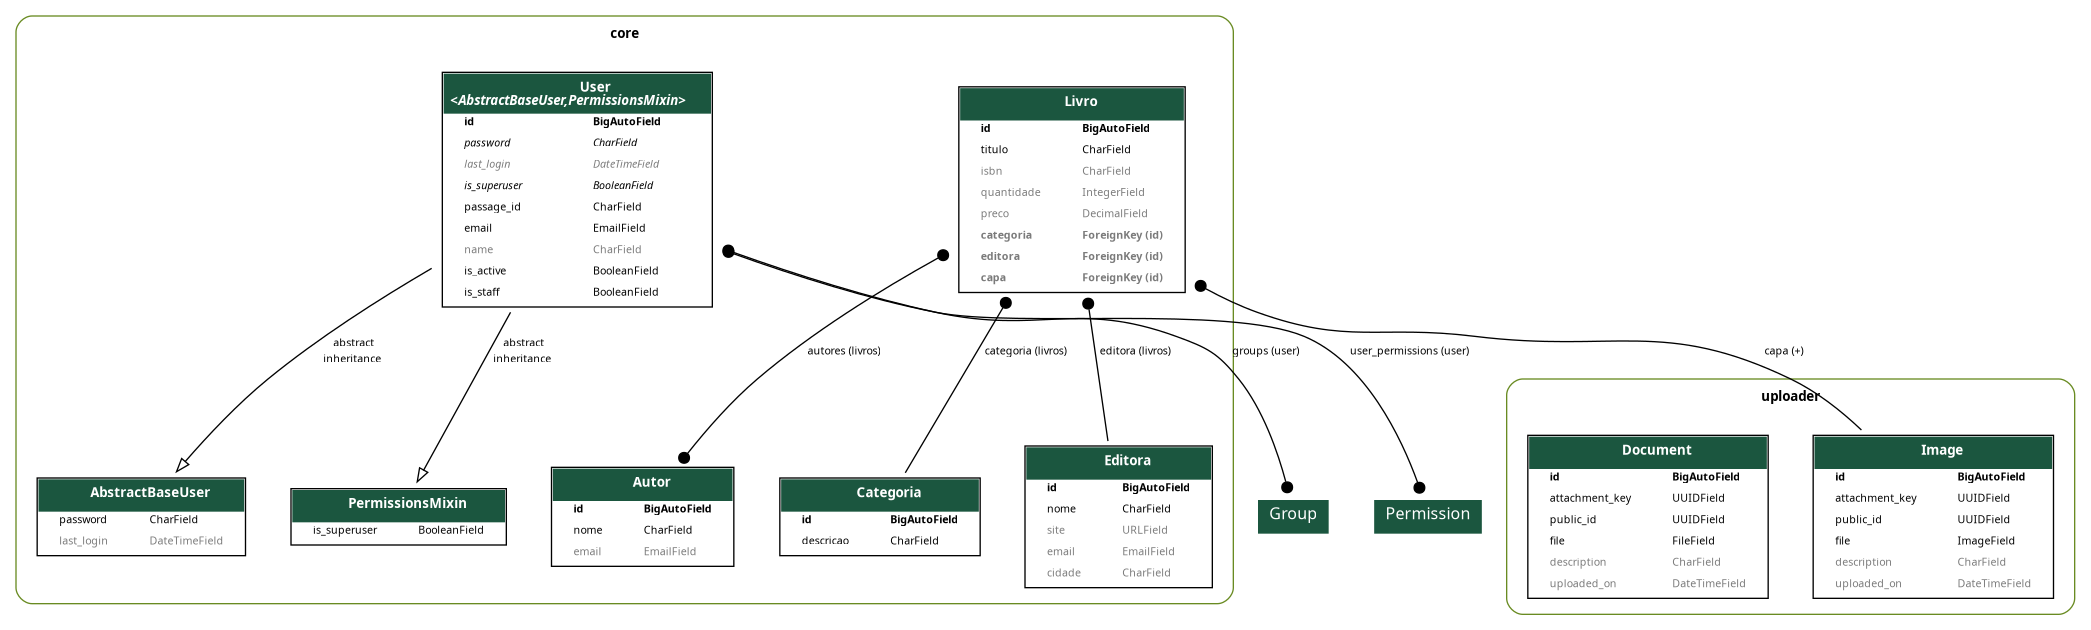 core
User
<AbstractBaseUser,PermissionsMixin>
id BigAutoField
password CharField
last_login DateTimeField
is_superuser BooleanField
passage_id CharField
email EmailField
name CharField
is_active BooleanField
is_staff BooleanField
Livro
id BigAutoField
titulo CharField
isbn CharField
quantidade IntegerField
preco DecimalField
categoria ForeignKey (id)
editora ForeignKey (id)
capa ForeignKey (id)
abstract
inheritance
abstract
inheritance
autores (livros)
categoria (livros)
editora (livros)
groups (user)
user_permissions (user)
capa (+)
AbstractBaseUser
password CharField
last_login DateTimeField
PermissionsMixin
is_superuser BooleanField
Autor
id BigAutoField
nome CharField
email EmailField
Categoria
id BigAutoField
descricao CharField
Editora
id BigAutoField
nome CharField
site URLField
email EmailField
cidade CharField
Group
Permission
uploader
Document
id BigAutoField
attachment_key UUIDField
public_id UUIDField
file FileField
description CharField
uploaded_on DateTimeField
Image
id BigAutoField
attachment_key UUIDField
public_id UUIDField
file ImageField
description CharField
uploaded_on DateTimeField